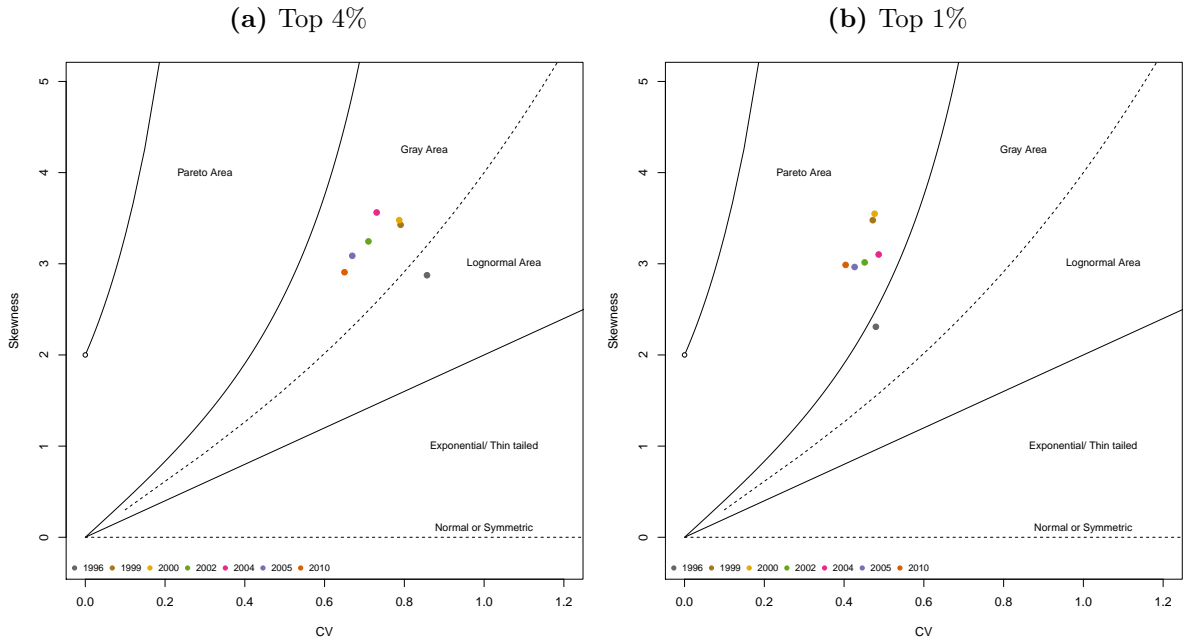 (a) Top 4%
(b) Top 1%
Skewness
5
4
3
2
1
0
Pareto Area
Gray Area
Lognormal Area
Exponential/ Thin tailed
Normal or Symmetric
1996 1999 2000 2002 2004 2005 2010
0.0 0.2 0.4 0.6 0.8 1.0 1.2
CV
Skewness
5
4
3
2
1
0
Pareto Area
Gray Area
Lognormal Area
Exponential/ Thin tailed
Normal or Symmetric
1996 1999 2000 2002 2004 2005 2010
0.0 0.2 0.4 0.6 0.8 1.0 1.2
CV